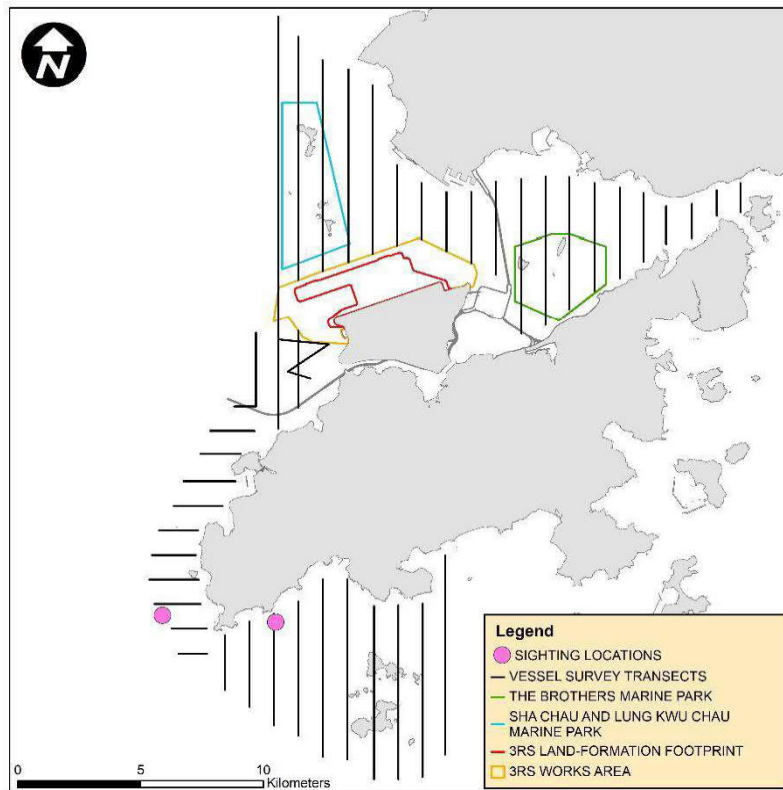 N
Legend
SIGHTING LOCATIONS
VESSEL SURVEY TRANSECTS
THE BROTHERS MARINE PARK
SHA CHAU AND LUNG KWU CHAU
MARINE PARK
3RS LAND-FORMATION FOOTPRINT
3RS WORKS AREA
0 5 10
Kilometers